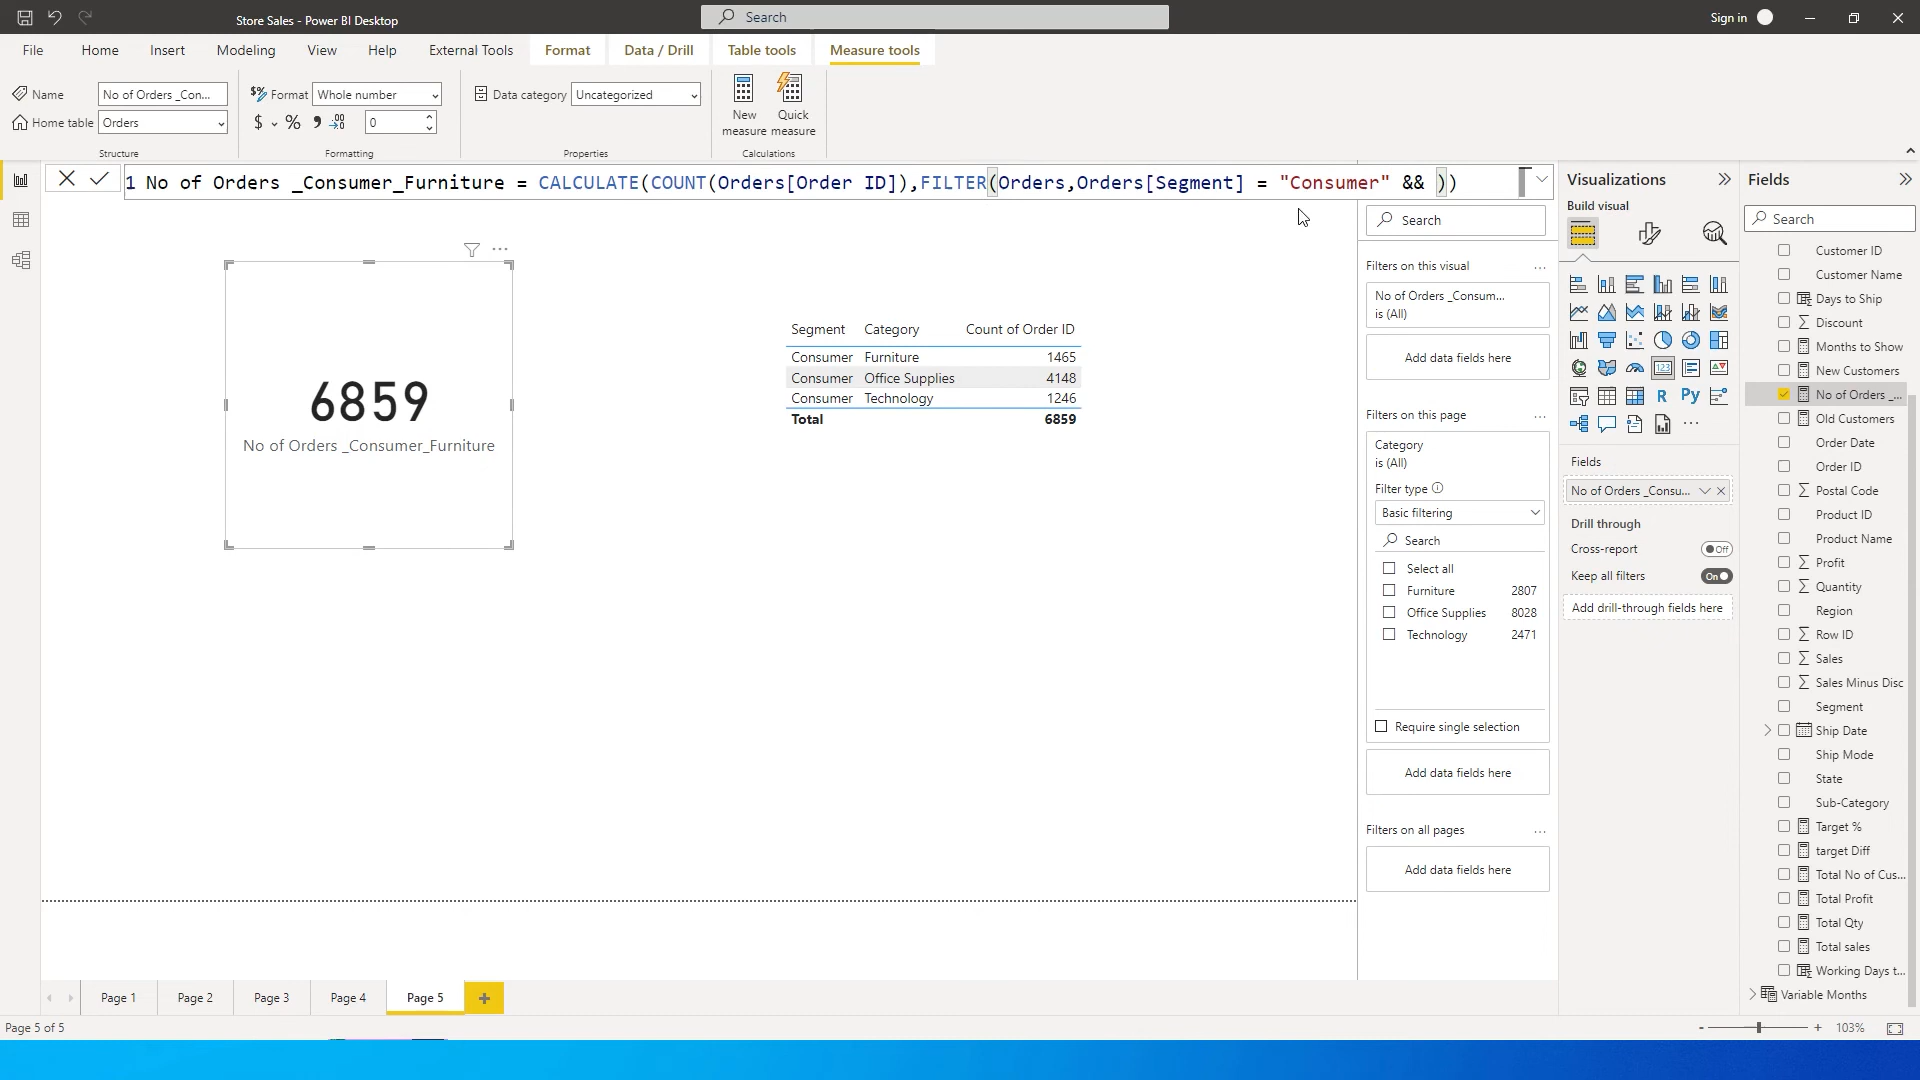 Store Sales - Power BI Desktop
Search
Sign in
File
Home
Insert
Modeling
View
Help
External Tools
Format
Data / Drill
Table tools
Measure tools
Name
No of Orders _Con...
Home table
Orders
Structure
Format
Whole number
$
%
0
Formatting
Data category
Uncategorized
Properties
New
measure
Quick
measure
Calculations
1 No of Orders _Consumer_Furniture = CALCULATE(COUNT(Orders[Order ID]),FILTER(Orders,Orders[Segment] = "Consumer" && ))
6859
No of Orders _Consumer_Furniture
Segment Category Count of Order ID
Consumer Furniture 1465
Consumer Office Supplies 4148
Consumer Technology 1246
Total 6859
Search
Filters on this visual ...
No of Orders _Consum...
is (All)
Add data fields here
Filters on this page ...
Category
is (All)
Filter type
Basic filtering
Search
Select all
Furniture 2807
Office Supplies 8028
Technology 2471
Require single selection
Add data fields here
Filters on all pages ...
Add data fields here
Visualizations
Build visual
123
R
Py
...
Fields
No of Orders _Consu...
Drill through
Cross-report Off
Keep all filters On
Add drill-through fields here
Fields
Search
Customer ID
Customer Name
Days to Ship
Discount
Months to Show
New Customers
No of Orders _...
Old Customers
Order Date
Order ID
Postal Code
Product ID
Product Name
Profit
Quantity
Region
Row ID
Sales
Sales Minus Disc
Segment
Ship Date
Ship Mode
State
Sub-Category
Target %
target Diff
Total No of Cus...
Total Profit
Total Qty
Total sales
Working Days t...
Variable Months
Page 1
Page 2
Page 3
Page 4
Page 5
+
Page 5 of 5
- + 103%